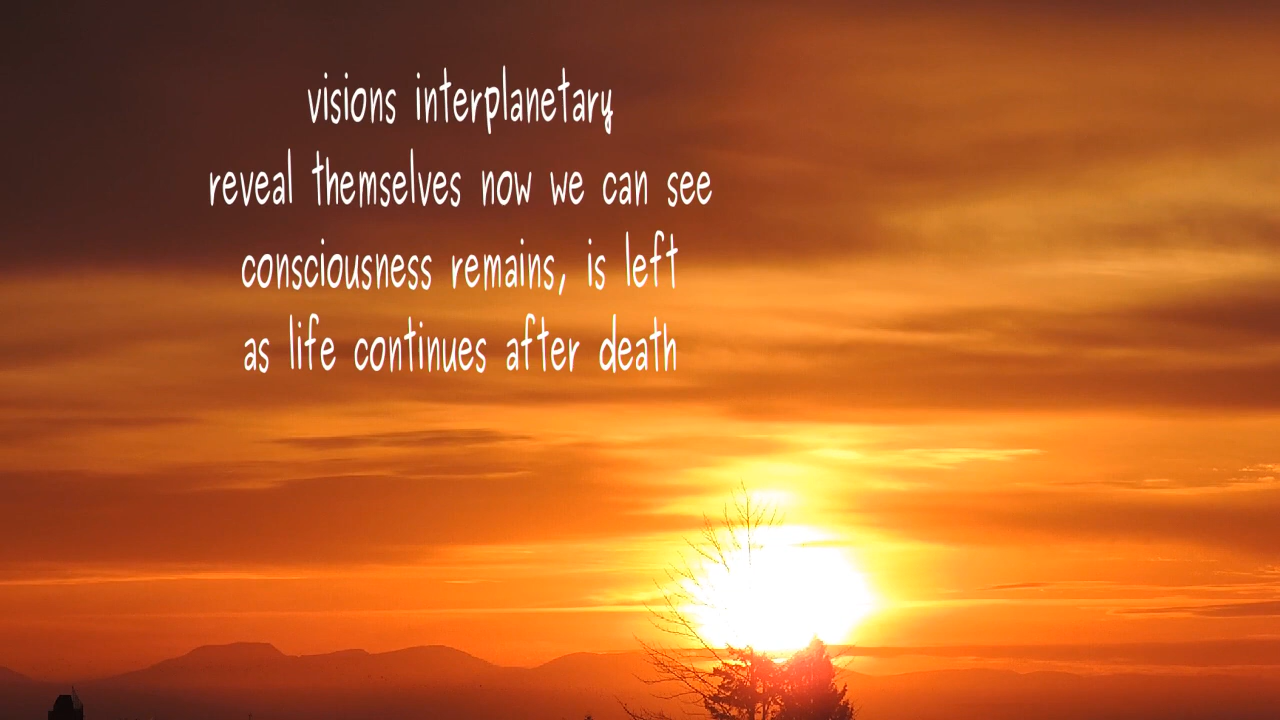 visions interplanetary
reveal themselves now we can see
consciousness remains, is left
as life continues after death